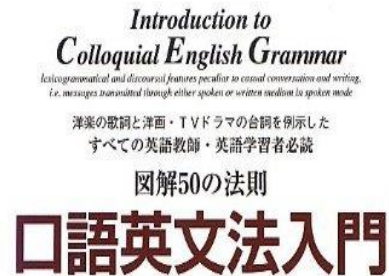 Introduction to
Colloquial English Grammar
lexicogrammatical and discoursal features peculiar to casual conversation and writing,
i.e. messages transmitted through either spoken or written medium in spoken mode
洋楽の歌詞と洋画・TVドラマの台詞を例示した
すべての英語教師・英語学習者必読
図解50の法則
口語英文法入門